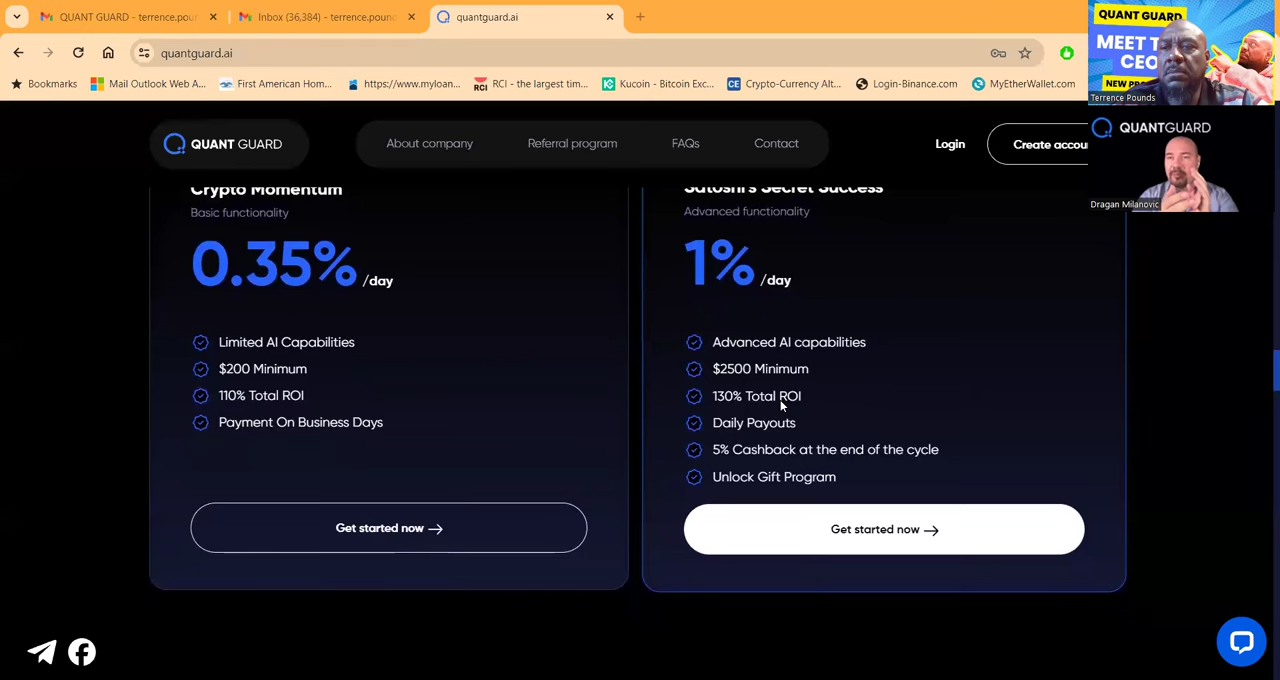 QUANT GUARD - terrence.pour
Inbox (36,384) - terrence.pound
quantguard.ai
quantguard.ai
Bookmarks
Mail Outlook Web A...
First American Hom...
https://www.myloan...
RCI
RCI - the largest tim...
Kucoin - Bitcoin Exc...
CE
Crypto-Currency Alt...
Login-Binance.com
MyEtherWallet.com
QUANT GUARD
MEET T
CEO
NEW PR
Terrence Pounds
QUANTGUARD
Dragan Milanovic
QUANT GUARD
About company
Referral program
FAQs
Contact
Login
Create accou
Crypto Momentum
Basic functionality
0.35% /day
Limited AI Capabilities
$200 Minimum
110% Total ROI
Payment On Business Days
Get started now
Satoshi's Secret Success
Advanced functionality
1% /day
Advanced AI capabilities
$2500 Minimum
130% Total ROI
Daily Payouts
5% Cashback at the end of the cycle
Unlock Gift Program
Get started now